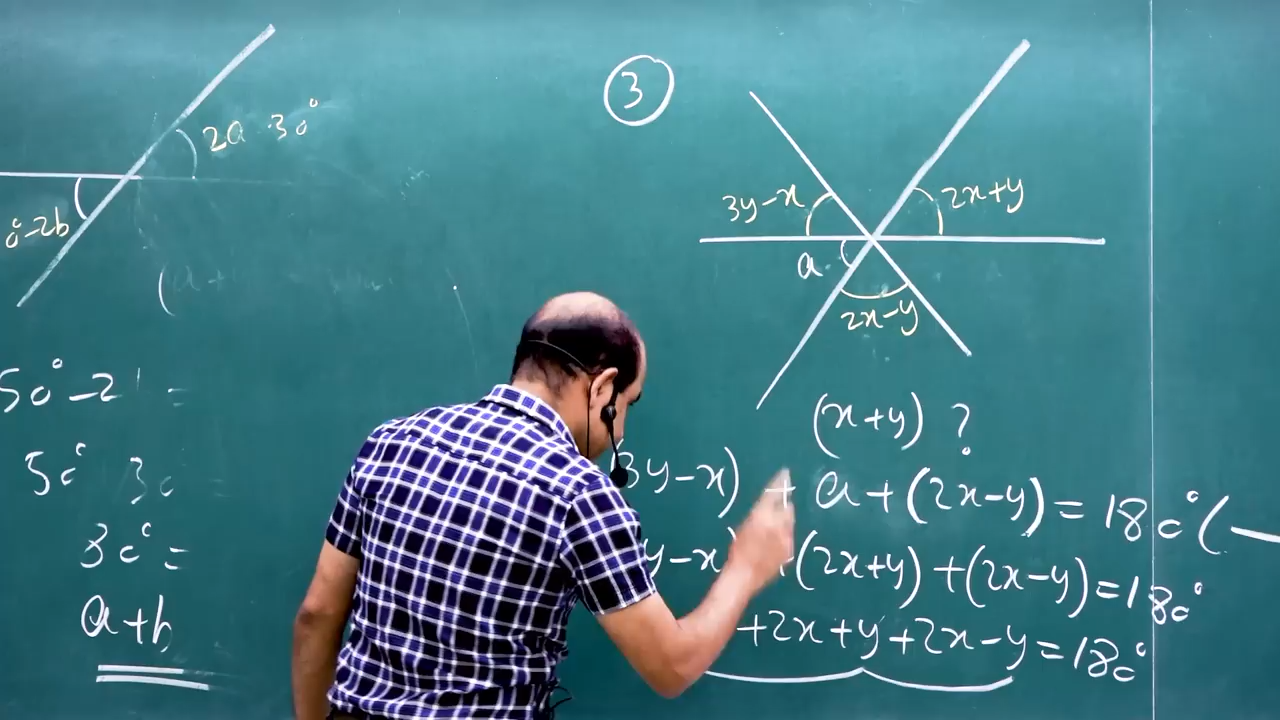 2a 30°
°-2b
(a +
50° - 2 =
50° 30 =
30° =
a+b
3
3y-x
2x+y
a
2x-y
(x+y) ?
3y-x) + a + (2x-y) = 180° (-
y-x) (2x+y) + (2x-y) = 180°
+2x+y+2x-y = 180°